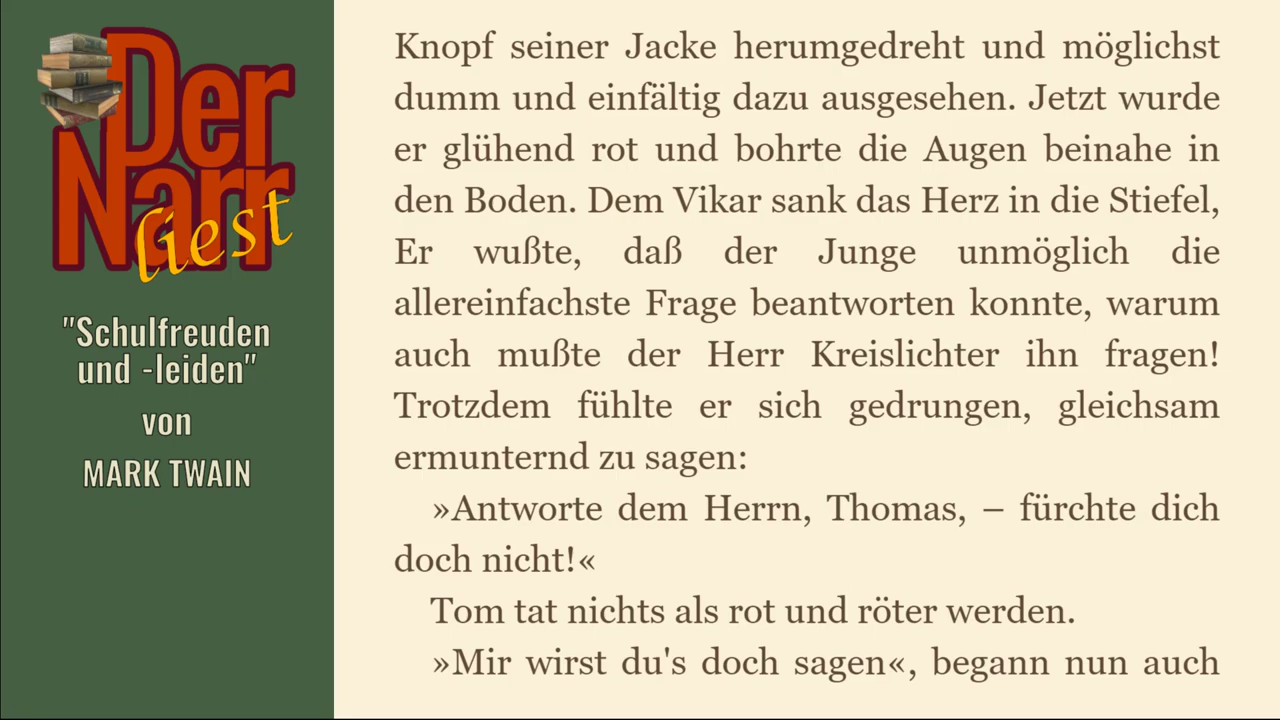 Der
Narr
liest
"Schulfreuden
und -leiden"
von
MARK TWAIN
Knopf seiner Jacke herumgedreht und möglichst
dumm und einfältig dazu ausgesehen. Jetzt wurde
er glühend rot und bohrte die Augen beinahe in
den Boden. Dem Vikar sank das Herz in die Stiefel,
Er wußte, daß der Junge unmöglich die
allereinfachste Frage beantworten konnte, warum
auch mußte der Herr Kreislichter ihn fragen!
Trotzdem fühlte er sich gedrungen, gleichsam
ermunternd zu sagen:
»Antworte dem Herrn, Thomas, – fürchte dich
doch nicht!«
Tom tat nichts als rot und röter werden.
»Mir wirst du's doch sagen«, begann nun auch